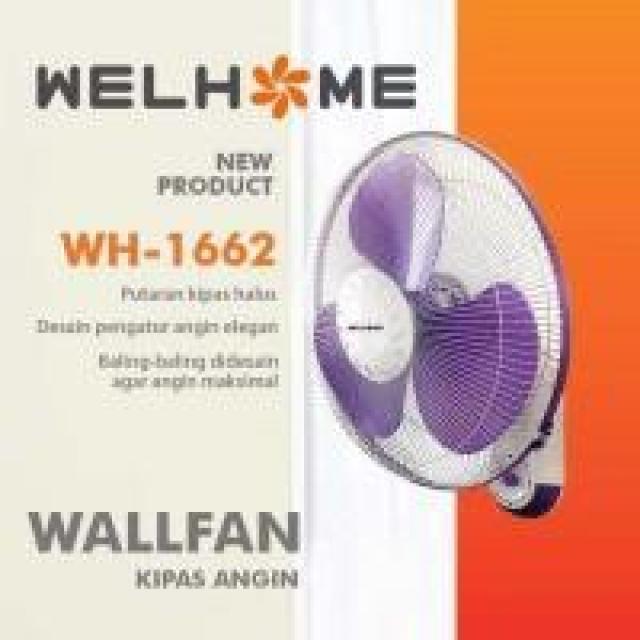 WELHOME
NEW
PRODUCT
WH-1662
Putaran kipas halus
Desain pengatur angin elegan
Baling-baling didesain
agar angin maksimal
WALLFAN
KIPAS ANGIN